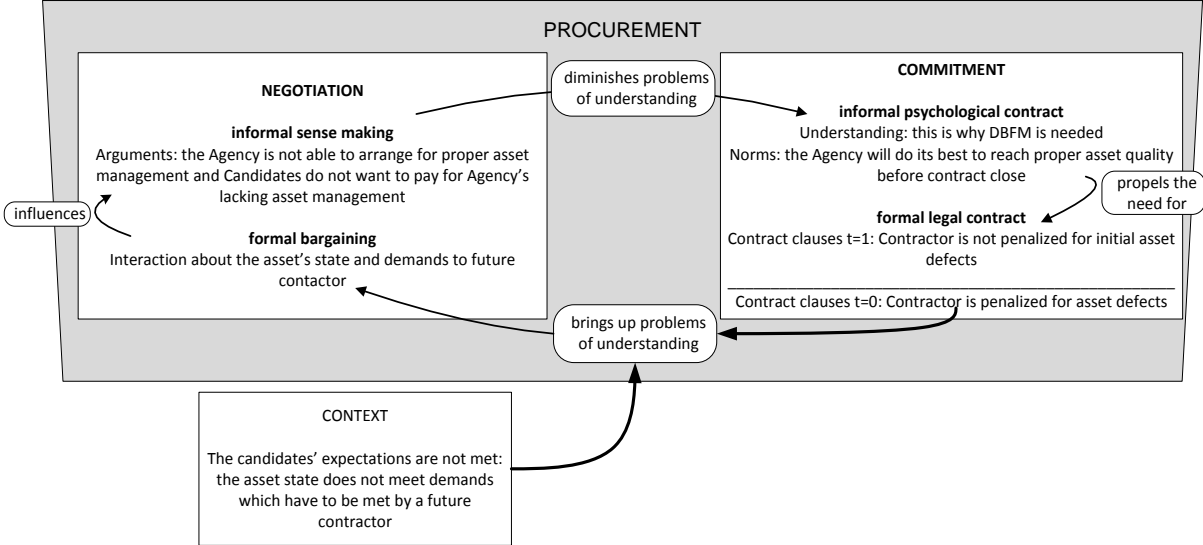 PROCUREMENT
NEGOTIATION
informal sense making
Arguments: the Agency is not able to arrange for proper asset
management and Candidates do not want to pay for Agency's
lacking asset management
influences
formal bargaining
Interaction about the asset's state and demands to future
contactor
diminishes problems
of understanding
COMMITMENT
informal psychological contract
Understanding: this is why DBFM is needed
Norms: the Agency will do its best to reach proper asset quality
before contract close
propels the
need for
formal legal contract
Contract clauses t=1: Contractor is not penalized for initial asset
defects
Contract clauses t=0: Contractor is penalized for asset defects
brings up problems
of understanding
CONTEXT
The candidates' expectations are not met:
the asset state does not meet demands
which have to be met by a future
contractor